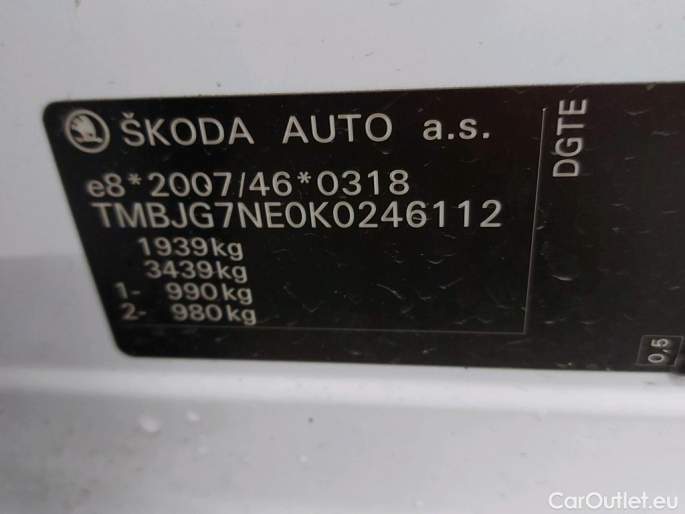 ŠKODA AUTO a.s.
e8*2007/46*0318
TMBJG7NE0K0246112
1939kg
3439kg
1- 990kg
2- 980kg
DGTE
0,5
CarOutlet.eu